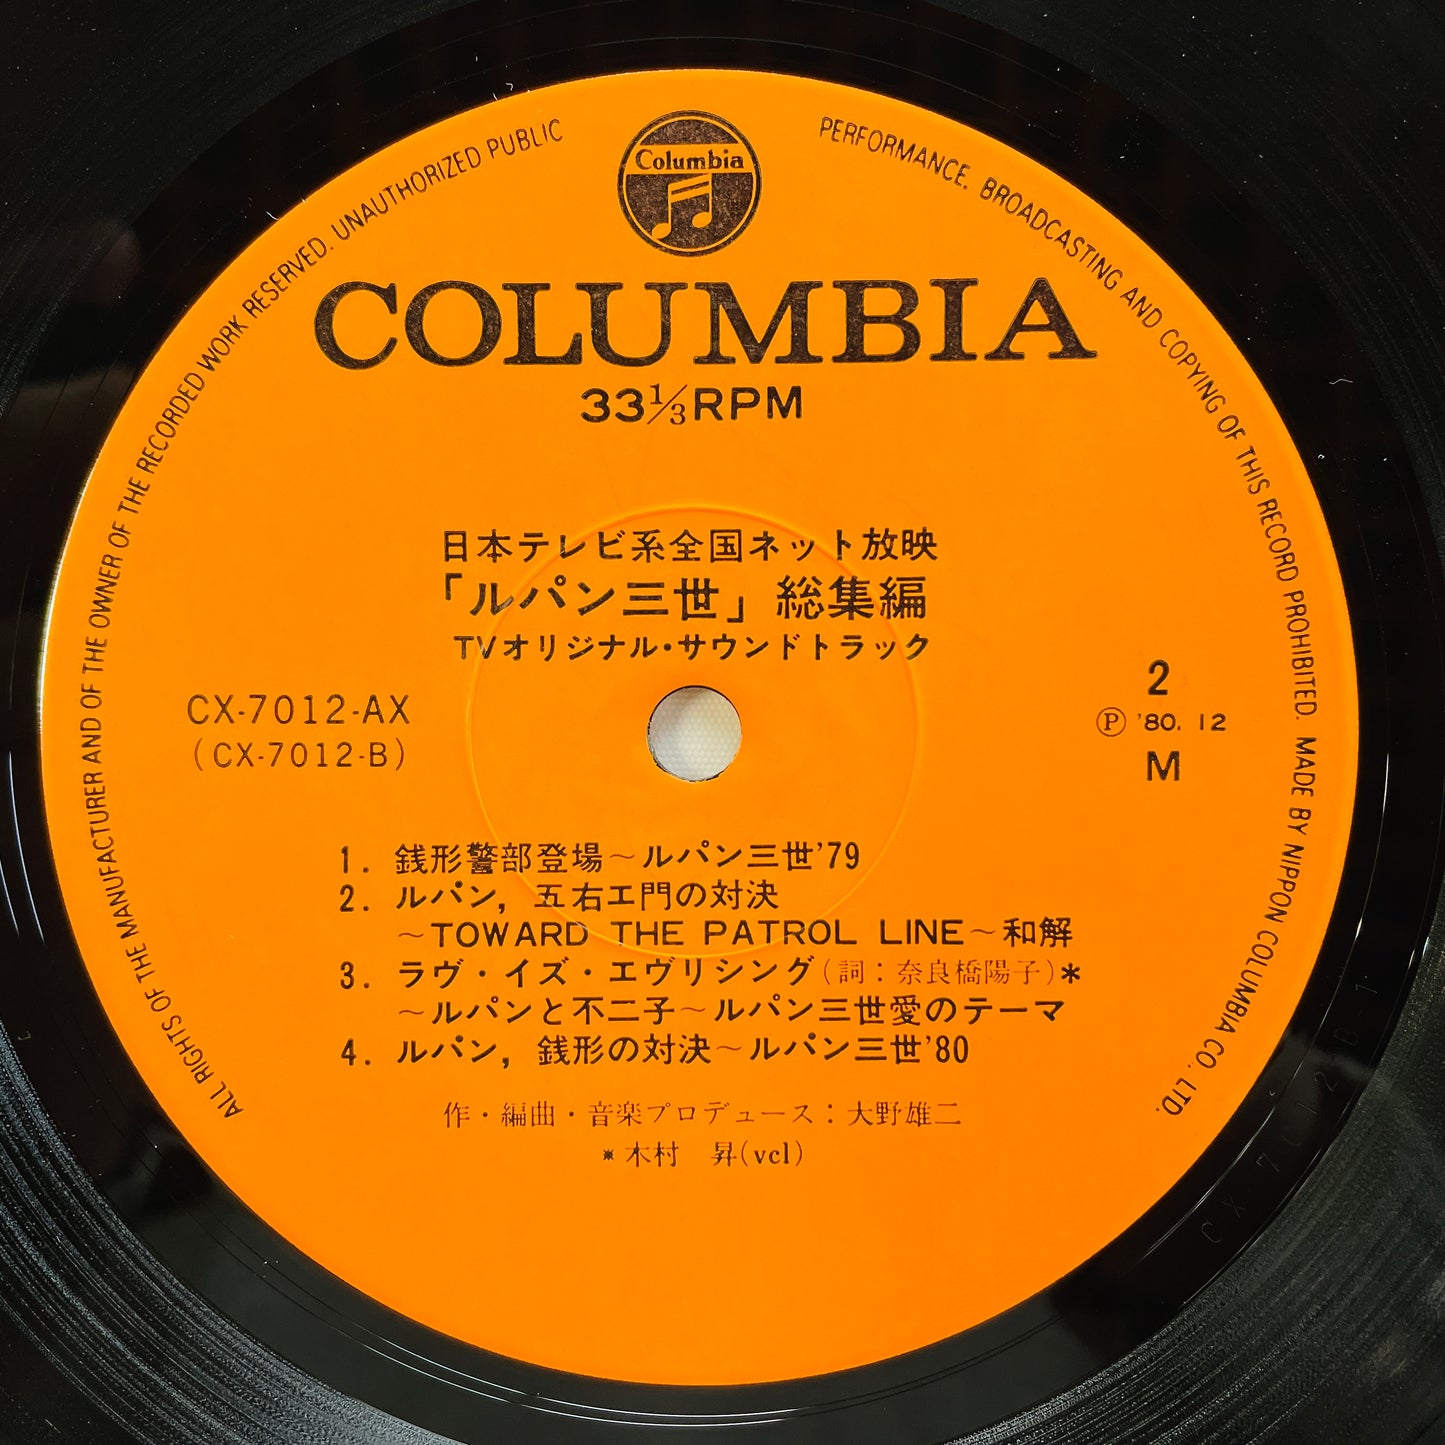 ALL RIGHTS OF THE MANUFACTURER AND OF THE OWNER OF THE RECORDED WORK RESERVED. UNAUTHORIZED PUBLIC
PERFORMANCE. BROADCASTING AND COPYING OF THIS RECORD PROHIBITED. MADE BY NIPPON COLUMBIA CO., LTD.
Columbia
COLUMBIA
33⅓RPM
日本テレビ系全国ネット放映
「ルパン三世」総集編
TVオリジナル・サウンドトラック
CX-7012-AX
(CX-7012-B)
2
Ⓟ '80. 12
M
1. 銭形警部登場〜ルパン三世'79
2. ルパン, 五右エ門の対決
〜TOWARD THE PATROL LINE〜和解
3. ラヴ・イズ・エヴリシング(詞:奈良橋陽子)*
〜ルパンと不二子〜ルパン三世愛のテーマ
4. ルパン, 銭形の対決〜ルパン三世'80
作・編曲・音楽プロデュース:大野雄二
*木村 昇(vcl)